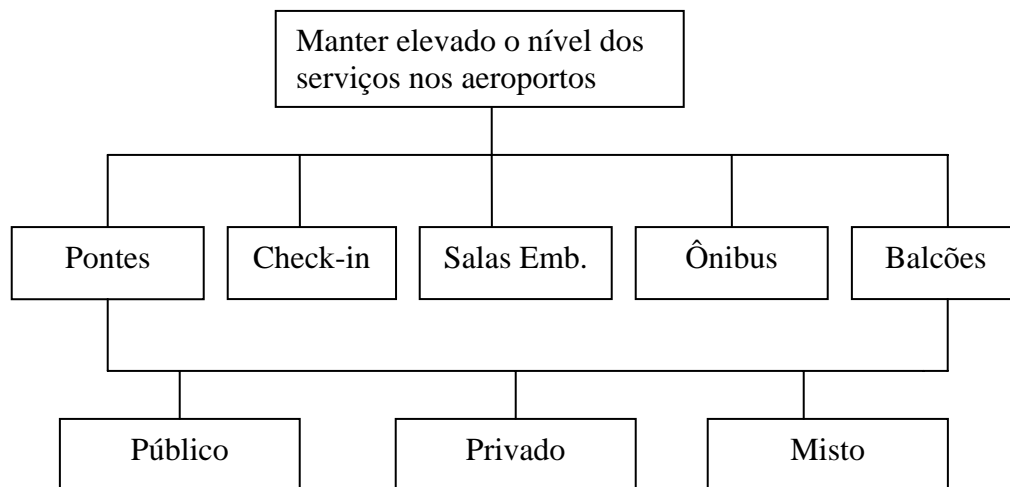 Manter elevado o nível dos
serviços nos aeroportos
Pontes
Check-in
Salas Emb.
Ônibus
Balcões
Público
Privado
Misto